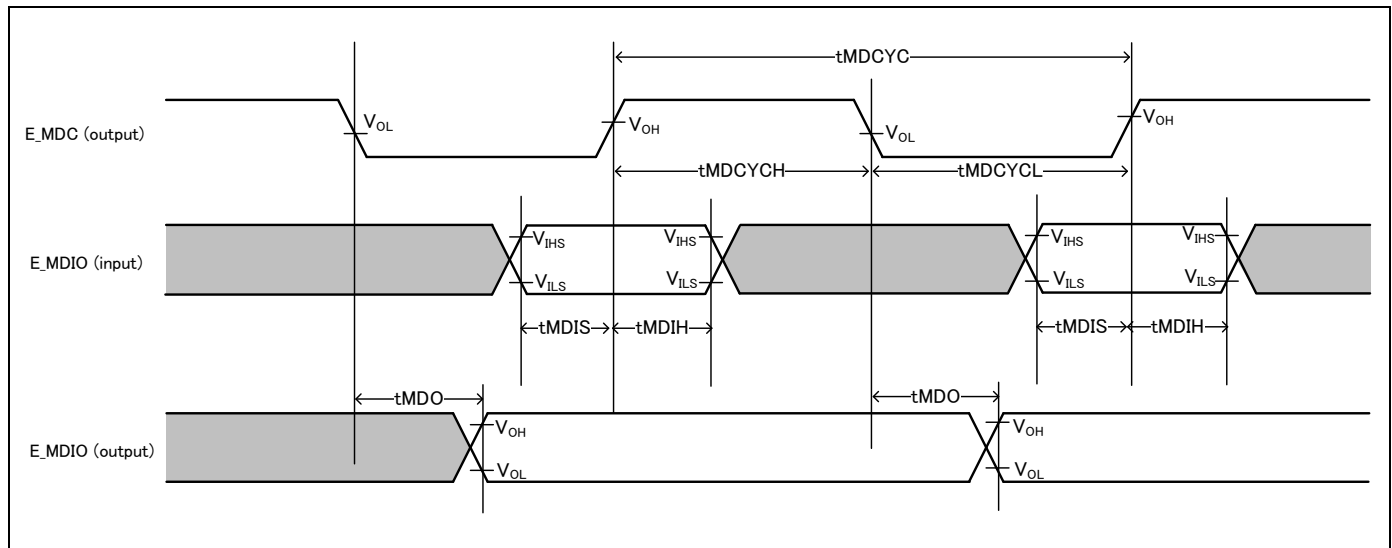 tMDCYC
E_MDC (output)
VOL
VOH
VOL
VOH
tMDCYCH
tMDCYCL
E_MDIO (input)
VIHS
VIHS
VIHS
VIHS
VILS
VILS
VILS
VILS
tMDIS
tMDIH
tMDIS
tMDIH
tMDO
tMDO
E_MDIO (output)
VOH
VOH
VOL
VOL